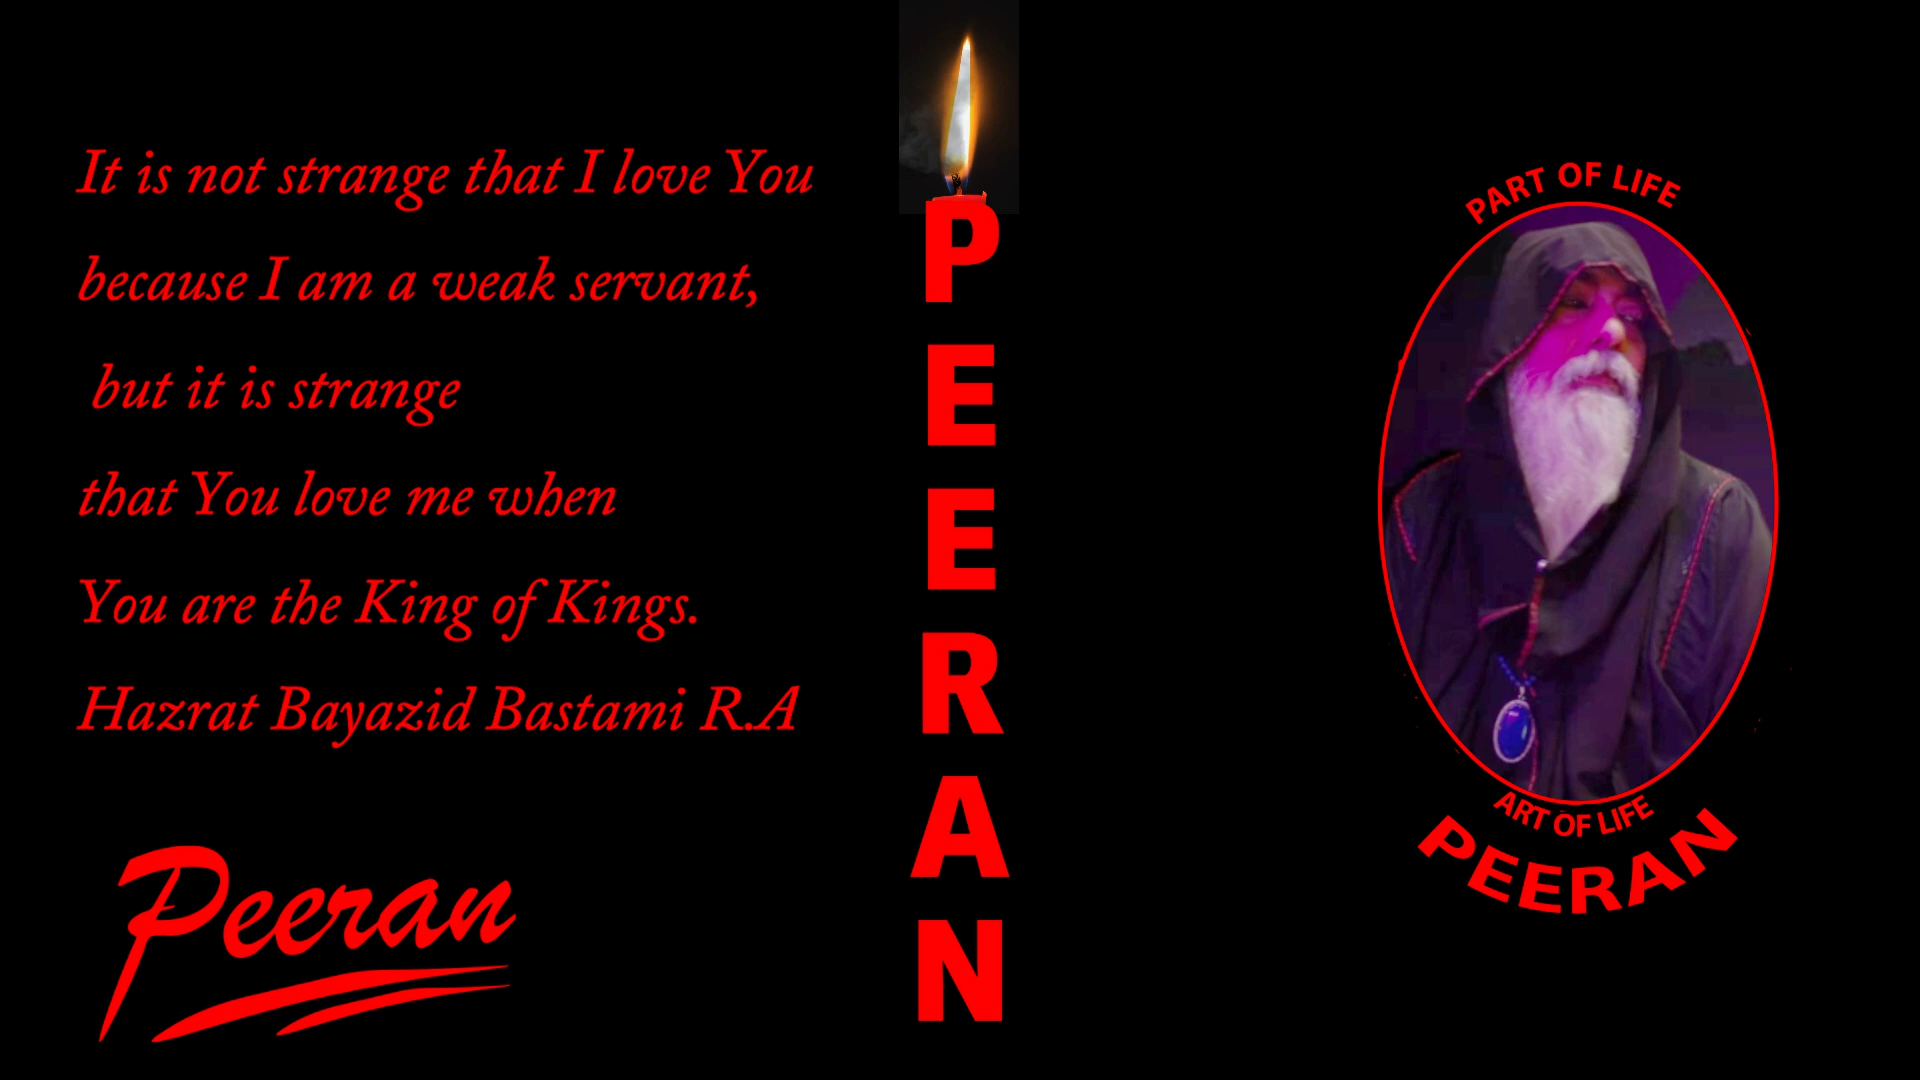 It is not strange that I love You
because I am a weak servant,
but it is strange
that You love me when
You are the King of Kings.
Hazrat Bayazid Bastami R.A
Peeran
PEERAN
PART OF LIFE
ART OF LIFE
PEERAN